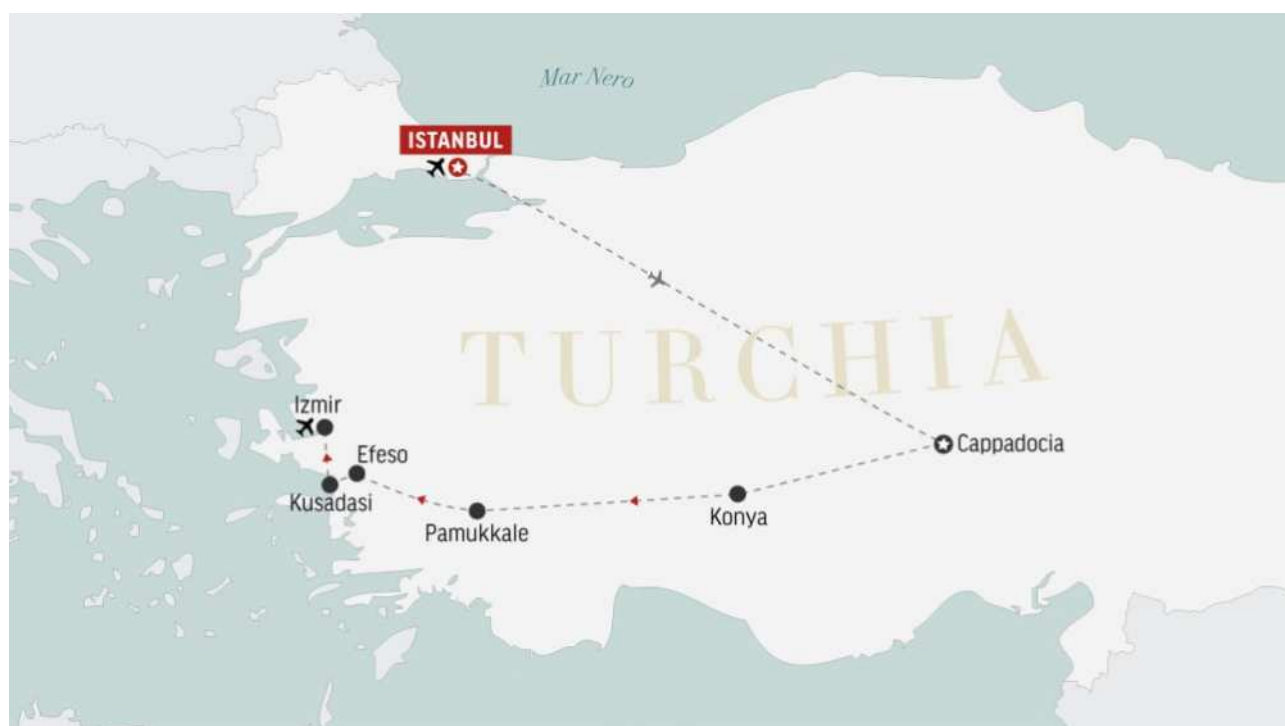 Mar Nero
ISTANBUL
TURCHIA
Izmir
Efeso
Cappadocia
Kusadasi
Pamukkale
Konya